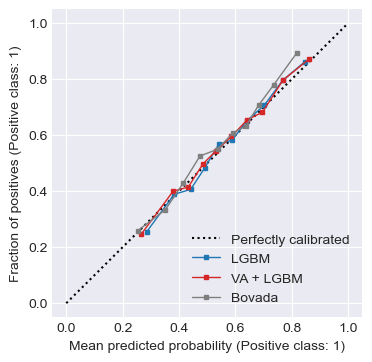 Fraction of positives (Positive class: 1)
1.0
0.8
0.6
0.4
0.2
0.0
Perfectly calibrated
LGBM
VA + LGBM
Bovada
0.0 0.2 0.4 0.6 0.8 1.0
Mean predicted probability (Positive class: 1)